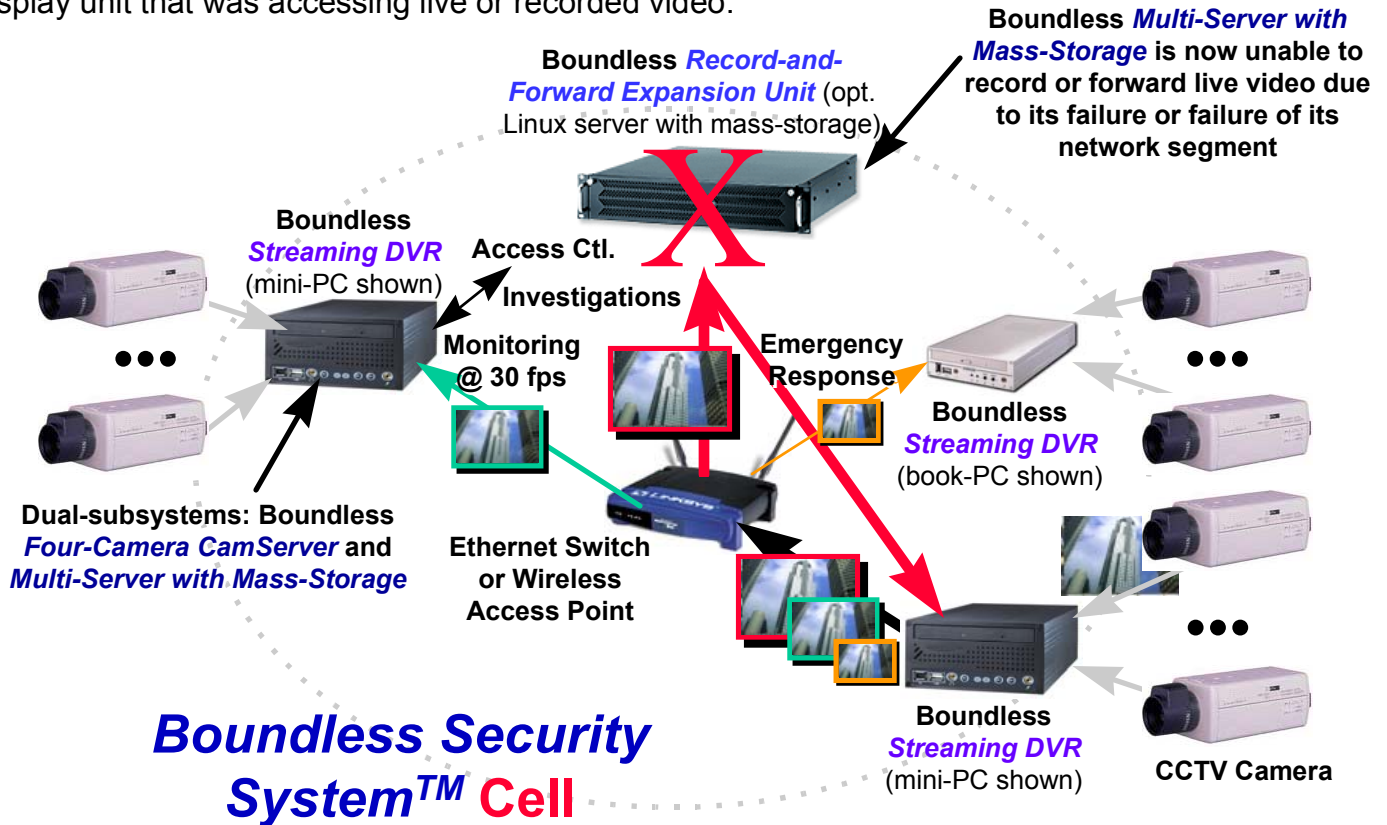 splay unit that was accessing live or recorded video.
Boundless Multi-Server with
Mass-Storage is now unable to
record or forward live video due
to its failure or failure of its
network segment
Boundless Record-and-
Forward Expansion Unit (opt.
Linux server with mass-storage)
X
Boundless
Streaming DVR
(mini-PC shown)
Access Ctl.
Investigations
Monitoring
@ 30 fps
Emergency
Response
Boundless
Streaming DVR
(book-PC shown)
LINKSYS
Dual-subsystems: Boundless
Four-Camera CamServer and
Multi-Server with Mass-Storage
Ethernet Switch
or Wireless
Access Point
Boundless
Streaming DVR
(mini-PC shown)
CCTV Camera
Boundless Security
System™ Cell